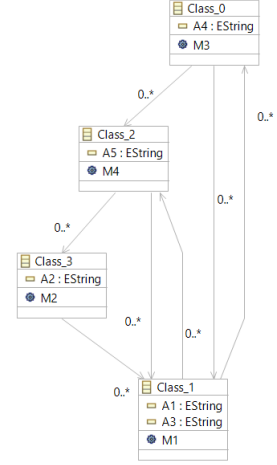 Class_0
A4 : EString
M3
0..*
0..*
Class_2
A5 : EString
M4
0..*
0..*
Class_3
A2 : EString
M2
0..*
0..*
0..*
Class_1
A1 : EString
A3 : EString
M1